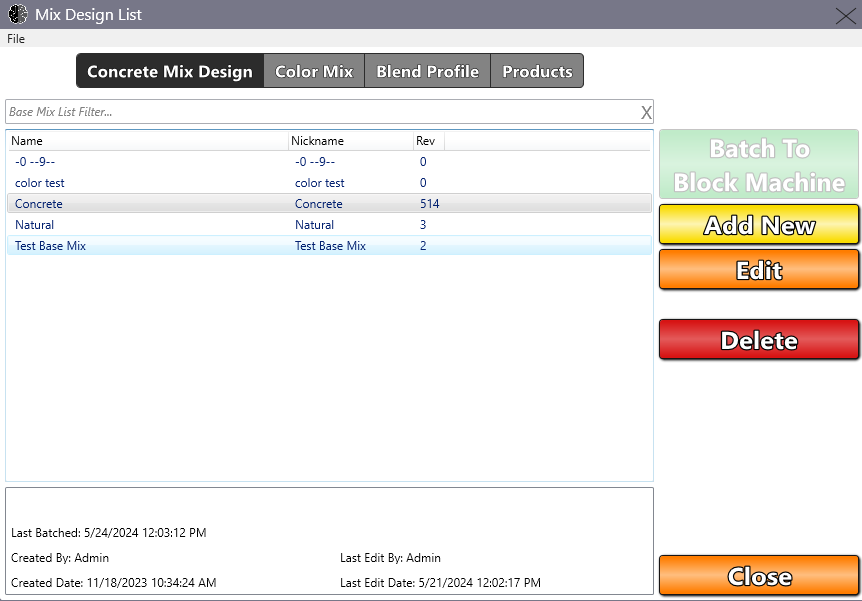 Mix Design List
File
Concrete Mix Design Color Mix Blend Profile Products
Base Mix List Filter... X
Name Nickname Rev
-0 --9-- -0 --9-- 0
color test color test 0
Concrete Concrete 514
Natural Natural 3
Test Base Mix Test Base Mix 2
Batch To
Block Machine
Add New
Edit
Delete
Last Batched: 5/24/2024 12:03:12 PM
Created By: Admin Last Edit By: Admin
Created Date: 11/18/2023 10:34:24 AM Last Edit Date: 5/21/2024 12:02:17 PM
Close